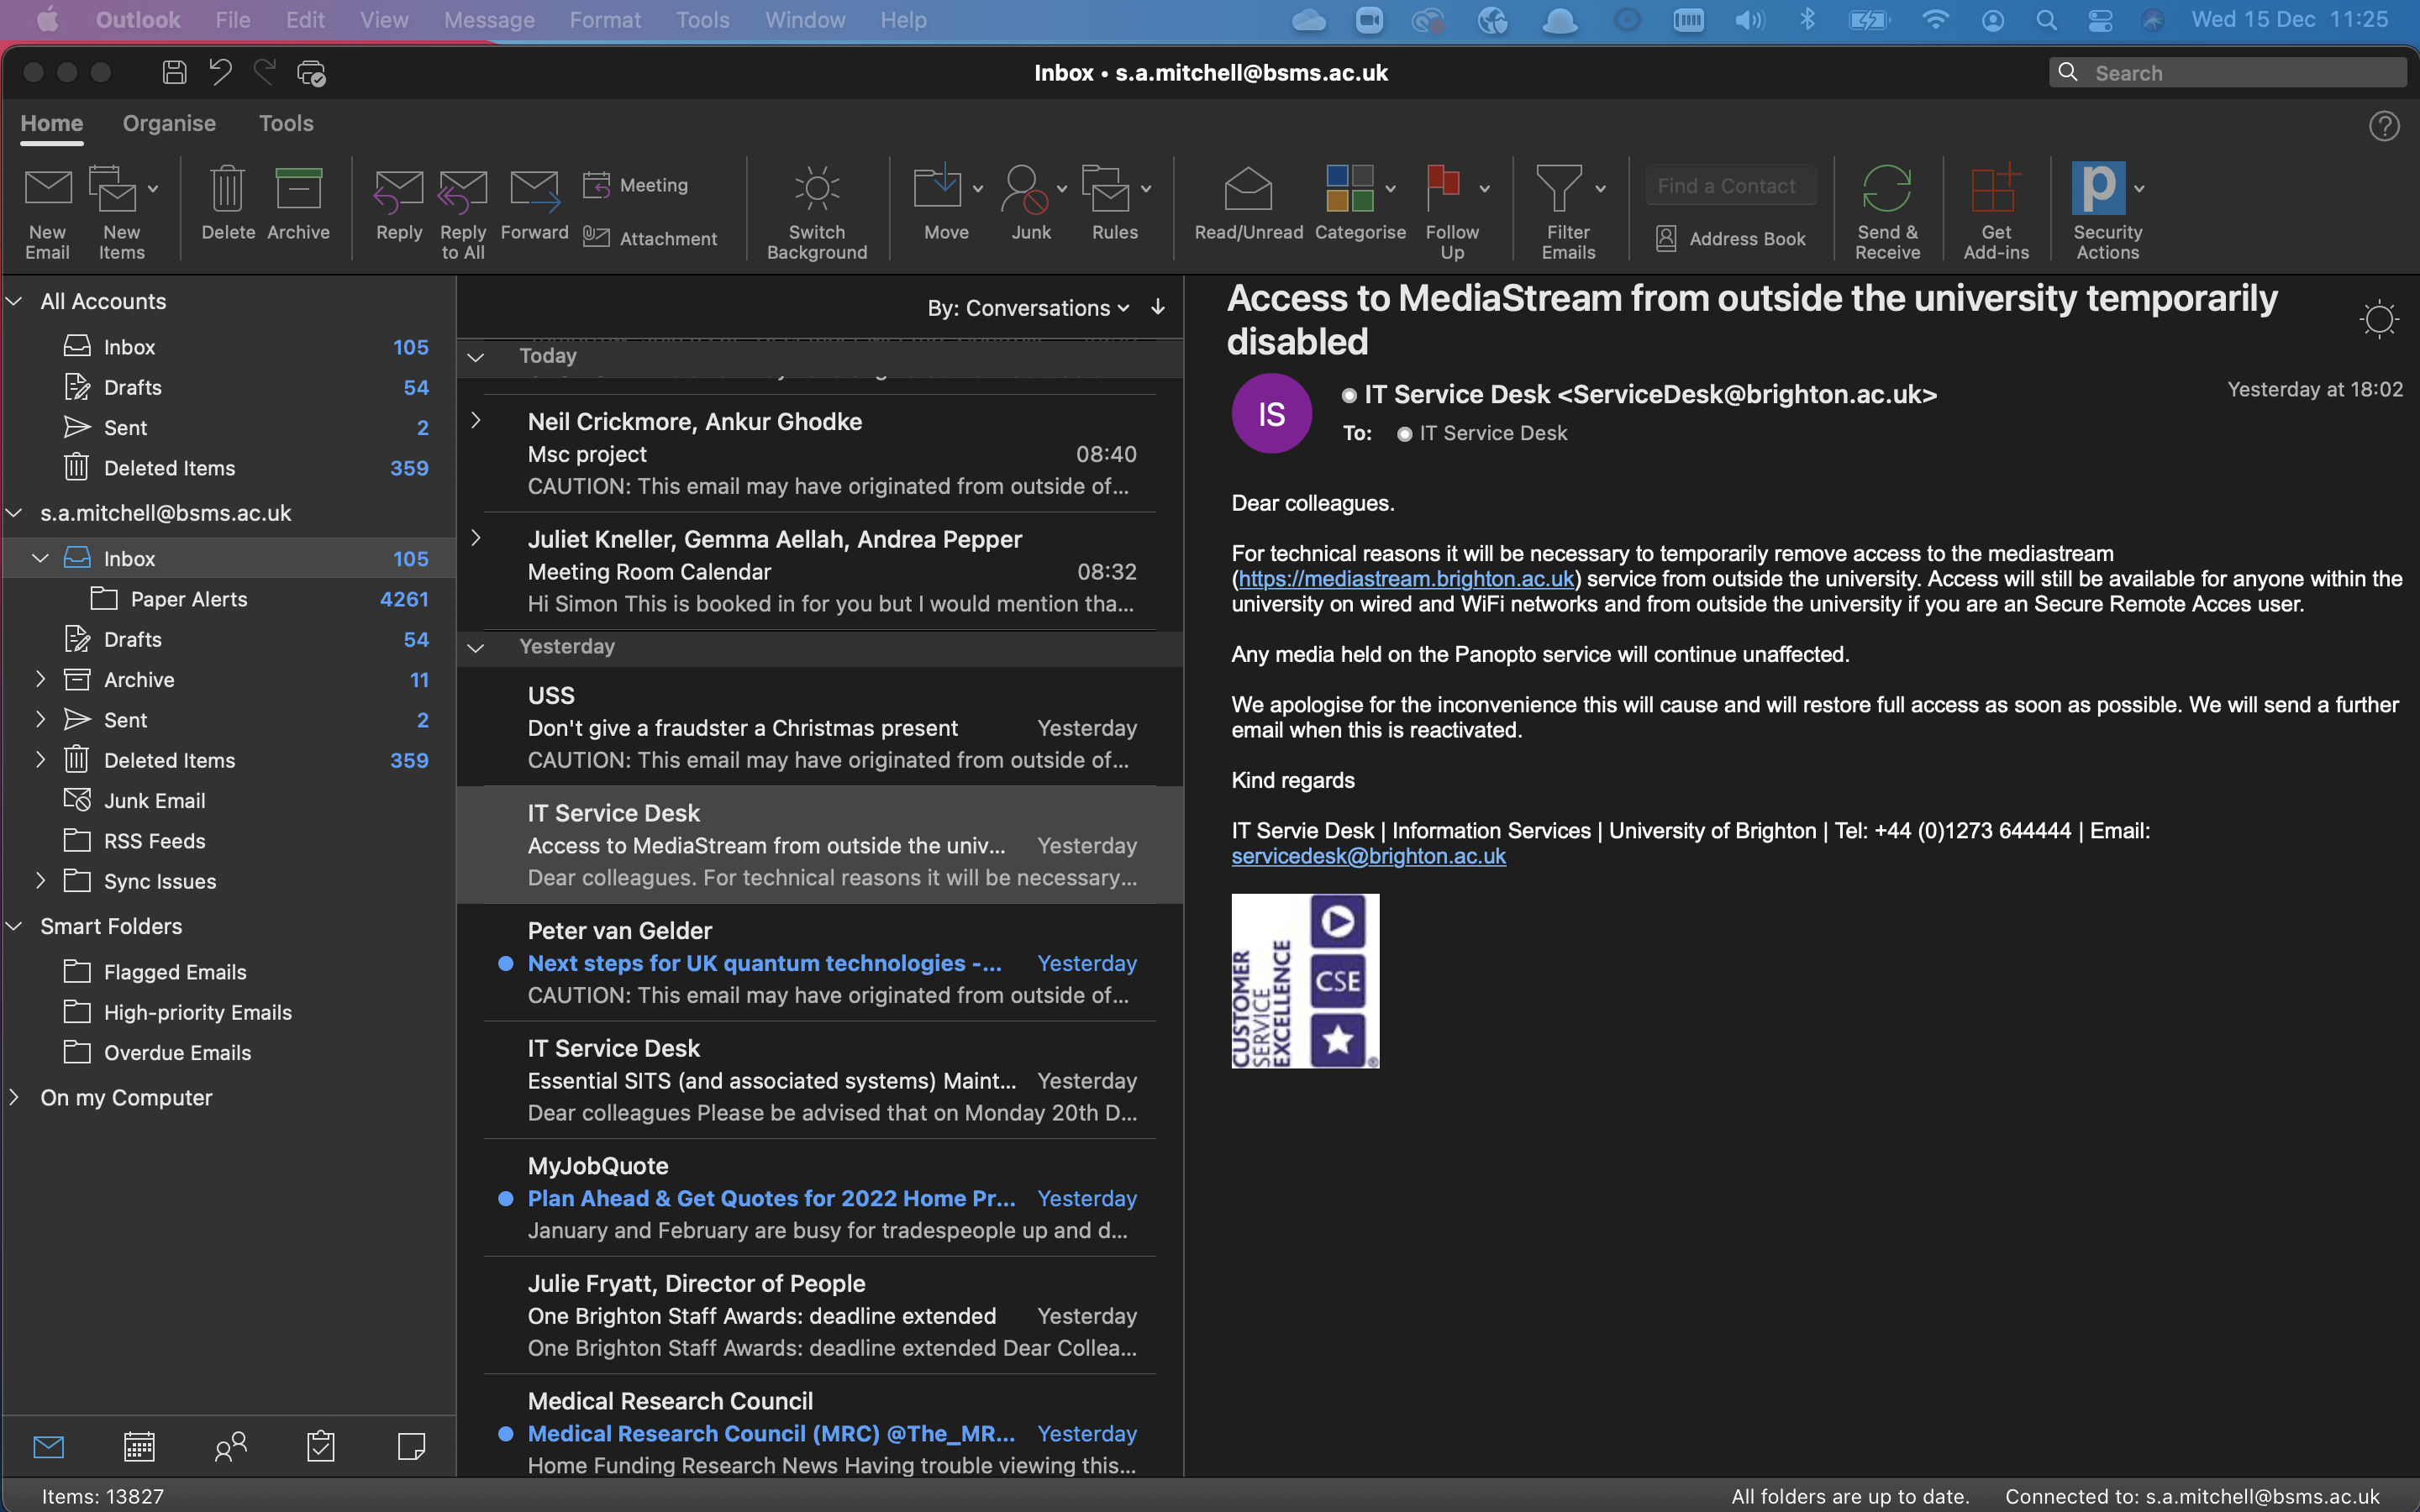 Outlook File Edit View Message Format Tools Window Help Wed 15 Dec 11:25
Inbox • s.a.mitchell@bsms.ac.uk
Search
Home Organise Tools
New Email
New Items
Delete
Archive
Reply
Reply to All
Forward
Meeting
Attachment
Switch Background
Move
Junk
Rules
Read/Unread
Categorise
Follow Up
Filter Emails
Find a Contact
Address Book
Send & Receive
Get Add-ins
p
Security Actions
All Accounts
Inbox 105
Drafts 54
Sent 2
Deleted Items 359
s.a.mitchell@bsms.ac.uk
Inbox 105
Paper Alerts 4261
Drafts 54
Archive 11
Sent 2
Deleted Items 359
Junk Email
RSS Feeds
Sync Issues
Smart Folders
Flagged Emails
High-priority Emails
Overdue Emails
On my Computer
By: Conversations
Today
Neil Crickmore, Ankur Ghodke
Msc project 08:40
CAUTION: This email may have originated from outside of...
Juliet Kneller, Gemma Aellah, Andrea Pepper
Meeting Room Calendar 08:32
Hi Simon This is booked in for you but I would mention tha...
Yesterday
USS
Don't give a fraudster a Christmas present Yesterday
CAUTION: This email may have originated from outside of...
IT Service Desk
Access to MediaStream from outside the univ... Yesterday
Dear colleagues. For technical reasons it will be necessary...
Peter van Gelder
Next steps for UK quantum technologies -... Yesterday
CAUTION: This email may have originated from outside of...
IT Service Desk
Essential SITS (and associated systems) Maint... Yesterday
Dear colleagues Please be advised that on Monday 20th D...
MyJobQuote
Plan Ahead & Get Quotes for 2022 Home Pr... Yesterday
January and February are busy for tradespeople up and d...
Julie Fryatt, Director of People
One Brighton Staff Awards: deadline extended Yesterday
One Brighton Staff Awards: deadline extended Dear Collea...
Medical Research Council
Medical Research Council (MRC) @The_MR... Yesterday
Home Funding Research News Having trouble viewing this...
Access to MediaStream from outside the university temporarily
disabled
IS
IT Service Desk <ServiceDesk@brighton.ac.uk>
Yesterday at 18:02
To: IT Service Desk
Dear colleagues.
For technical reasons it will be necessary to temporarily remove access to the mediastream
(https://mediastream.brighton.ac.uk) service from outside the university. Access will still be available for anyone within the
university on wired and WiFi networks and from outside the university if you are an Secure Remote Acces user.
Any media held on the Panopto service will continue unaffected.
We apologise for the inconvenience this will cause and will restore full access as soon as possible. We will send a further
email when this is reactivated.
Kind regards
IT Servie Desk | Information Services | University of Brighton | Tel: +44 (0)1273 644444 | Email:
servicedesk@brighton.ac.uk
CUSTOMER
SERVICE
EXCELLENCE
CSE
®
Items: 13827
All folders are up to date.
Connected to: s.a.mitchell@bsms.ac.uk